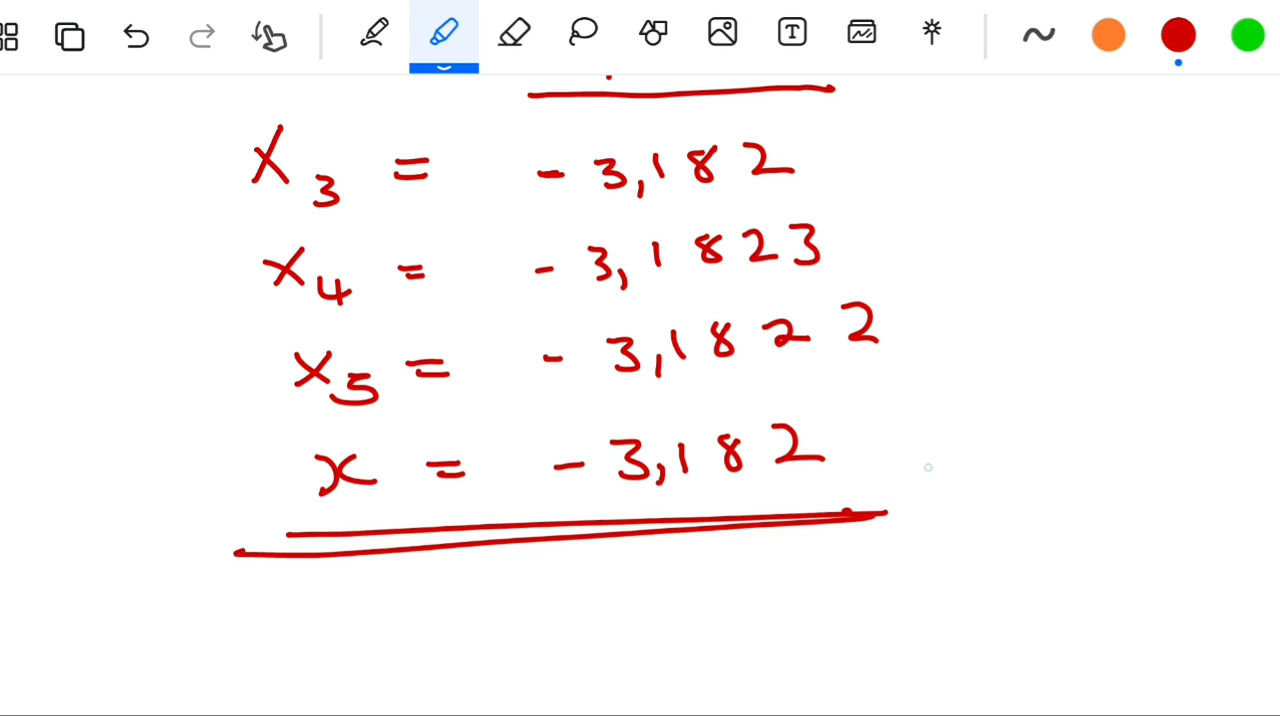 X₃ = - 3,182
x₄ = - 3,1823
x₅ = - 3,1822
x = - 3,182